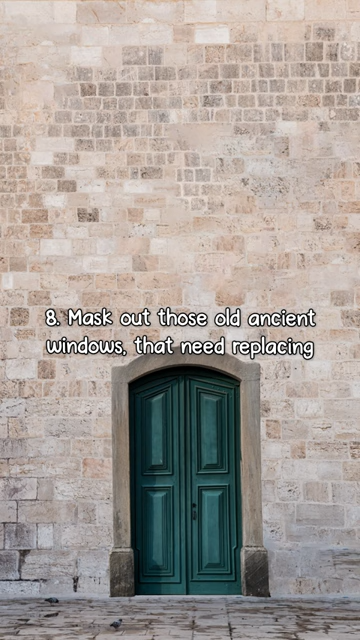 8. Mask out those old ancient
windows, that need replacing